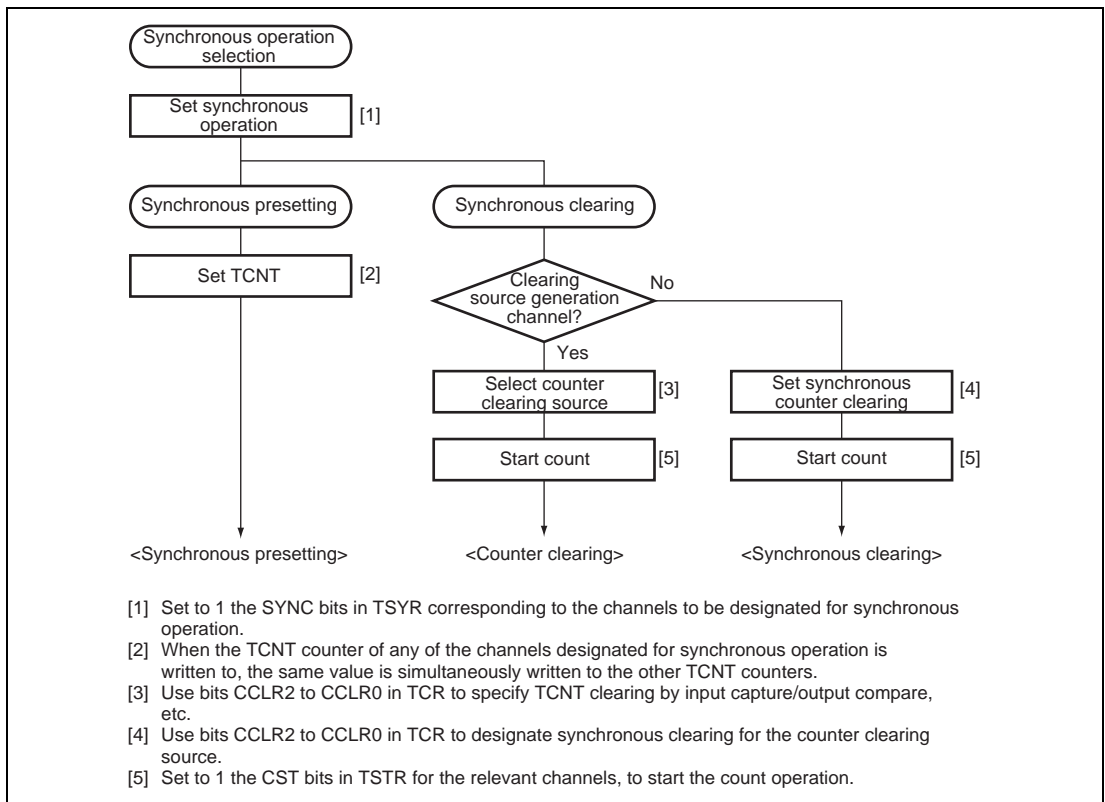 Synchronous operation
selection
Set synchronous
operation
[1]
Synchronous presetting
Synchronous clearing
Set TCNT
[2]
Clearing
source generation
channel?
No
Yes
Select counter
clearing source
[3]
Set synchronous
counter clearing
[4]
Start count
[5]
Start count
[5]
<Synchronous presetting>
<Counter clearing>
<Synchronous clearing>
[1] Set to 1 the SYNC bits in TSYR corresponding to the channels to be designated for synchronous
operation.
[2] When the TCNT counter of any of the channels designated for synchronous operation is
written to, the same value is simultaneously written to the other TCNT counters.
[3] Use bits CCLR2 to CCLR0 in TCR to specify TCNT clearing by input capture/output compare,
etc.
[4] Use bits CCLR2 to CCLR0 in TCR to designate synchronous clearing for the counter clearing
source.
[5] Set to 1 the CST bits in TSTR for the relevant channels, to start the count operation.